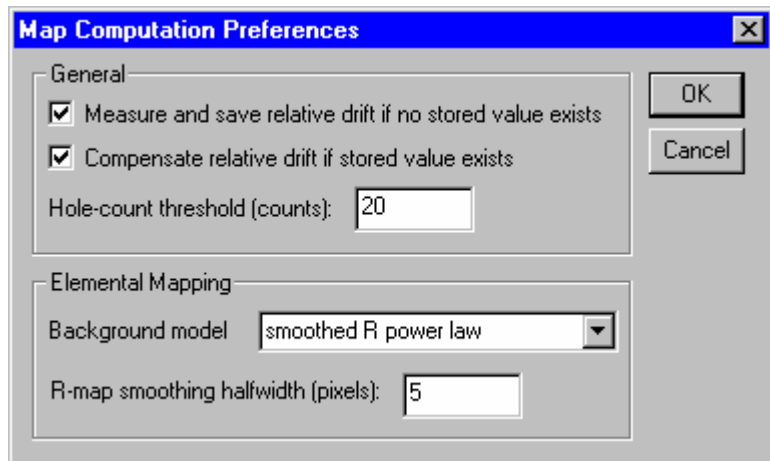 Map Computation Preferences
General
Measure and save relative drift if no stored value exists
Compensate relative drift if stored value exists
Hole-count threshold (counts): 20
OK
Cancel
Elemental Mapping
Background model smoothed R power law
R-map smoothing halfwidth (pixels): 5